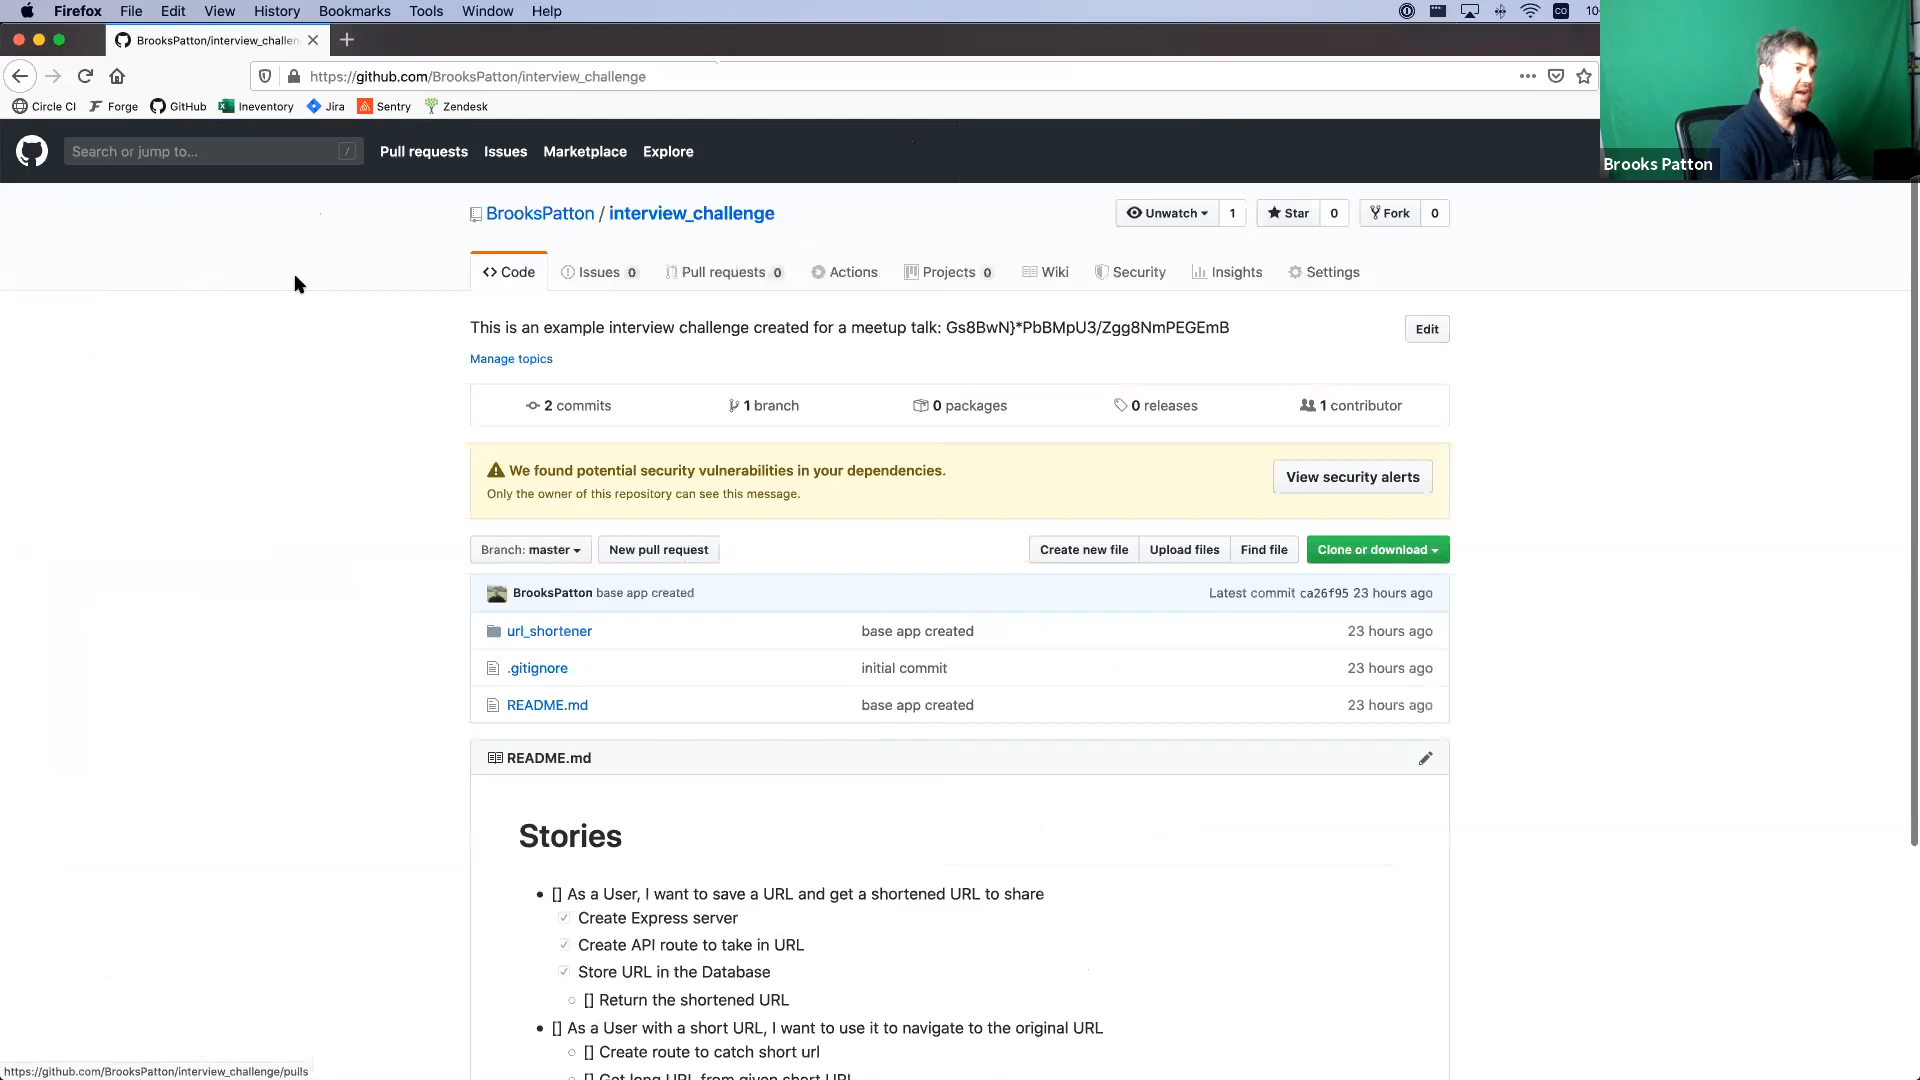 Firefox File Edit View History Bookmarks Tools Window Help CO 10
BrooksPatton/interview_challen
https://github.com/BrooksPatton/interview_challenge
Circle CI Forge GitHub Ineventory Jira Sentry Zendesk
Search or jump to... / Pull requests Issues Marketplace Explore
Brooks Patton
BrooksPatton / interview_challenge Unwatch 1 Star 0 Fork 0
Code Issues 0 Pull requests 0 Actions Projects 0 Wiki Security Insights Settings
This is an example interview challenge created for a meetup talk: Gs8BwN}*PbBMpU3/Zgg8NmPEGEmB Edit
Manage topics
2 commits 1 branch 0 packages 0 releases 1 contributor
We found potential security vulnerabilities in your dependencies. View security alerts
Only the owner of this repository can see this message.
Branch: master New pull request Create new file Upload files Find file Clone or download
BrooksPatton base app created Latest commit ca26f95 23 hours ago
url_shortener base app created 23 hours ago
.gitignore initial commit 23 hours ago
README.md base app created 23 hours ago
README.md
Stories
[] As a User, I want to save a URL and get a shortened URL to share
Create Express server
Create API route to take in URL
Store URL in the Database
[] Return the shortened URL
[] As a User with a short URL, I want to use it to navigate to the original URL
[] Create route to catch short url
[] Get long URL from given short URL
https://github.com/BrooksPatton/interview_challenge/pulls